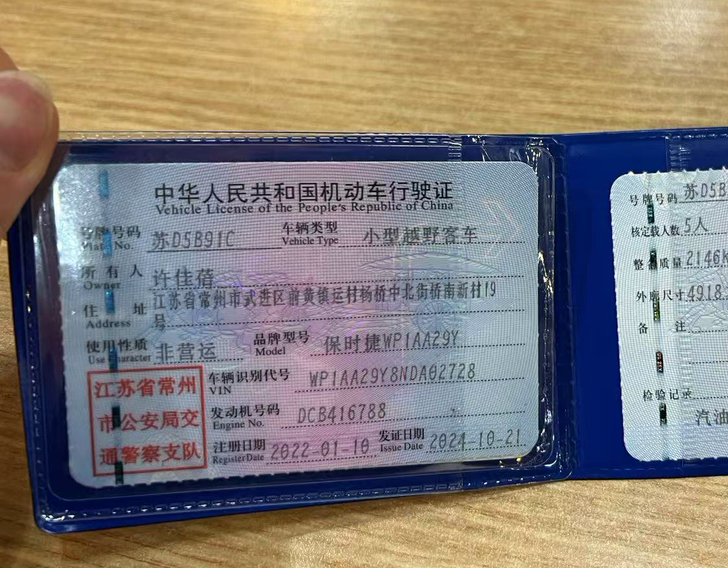 中华人民共和国机动车行驶证
Vehicle License of the People's Republic of China
号牌号码 苏D5B91C 车辆类型 小型越野客车
Plate No. Vehicle Type
所有人 许佳蓓
Owner
住址 江苏省常州市武进区前黄镇运村杨桥中北街桥南新村19
Address 号
使用性质 非营运 品牌型号 保时捷WP1AA29Y
Use Character Model
江苏省常州
市公安局交
通警察支队
车辆识别代号 WP1AA29Y8NDA02728
VIN
发动机号码 DCB416788
Engine No.
注册日期 2022-01-10 发证日期 2024-10-21
Register Date Issue Date
号牌号码 苏D5B
核定载人数 5人
整备质量 2146k
外廓尺寸 4918
备注
检验记录
汽油